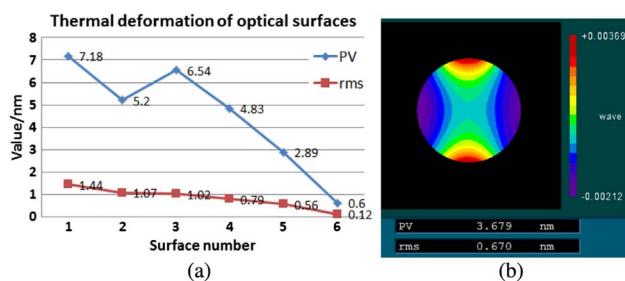 Thermal deformation of optical surfaces
8
7
6
5
4
3
2
1
0
Value/nm
7.18
5.2
6.54
4.83
2.89
0.6
1.44
1.07
1.02
0.79
0.56
0.12
PV
rms
1 2 3 4 5 6
Surface number
(a)
+0.00369
wave
-0.00212
PV 3.679 nm
rms 0.670 nm
(b)